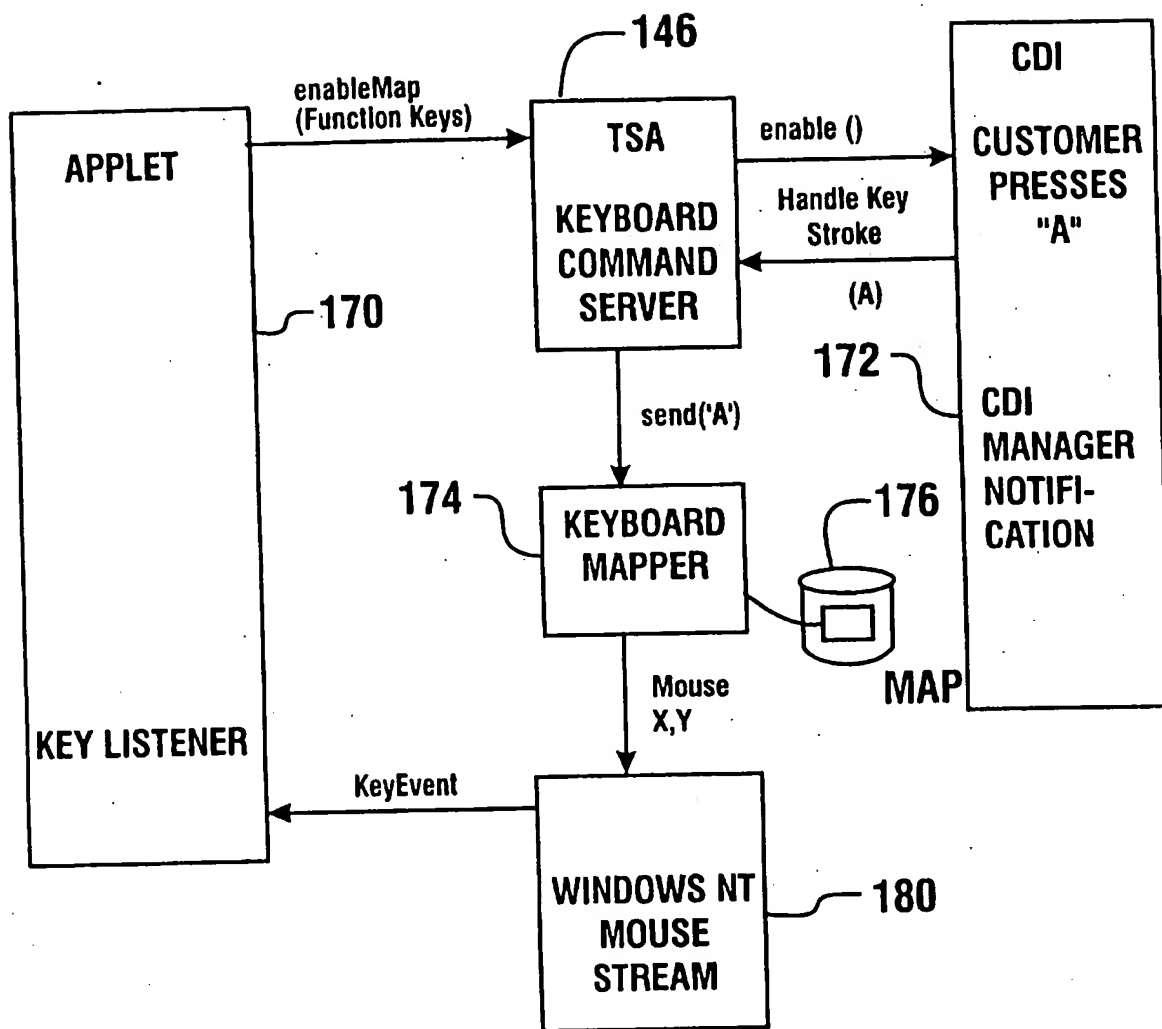 146
enableMap
(Function Keys)
APPLET
170
KEY LISTENER
TSA
KEYBOARD
COMMAND
SERVER
enable ()
Handle Key
Stroke
(A)
CDI
CUSTOMER
PRESSES
"A"
172
CDI
MANAGER
NOTIFI-
CATION
send('A')
174
KEYBOARD
MAPPER
176
MAP
Mouse
X,Y
KeyEvent
WINDOWS NT
MOUSE
STREAM
180